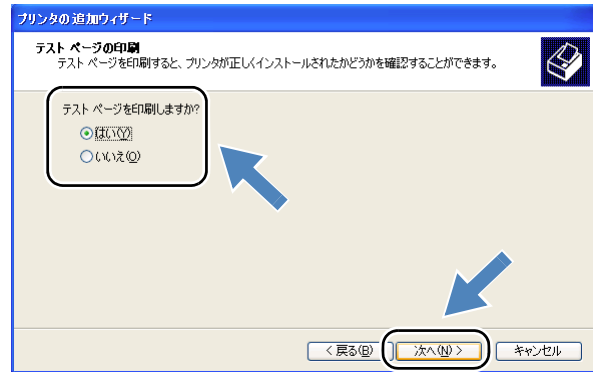 プリンタの追加ウィザード
テスト ページの印刷
テスト ページを印刷すると、プリンタが正しくインストールされたかどうかを確認することができます。
テスト ページを印刷しますか?
はい(Y)
いいえ(O)
< 戻る(B)
次へ(N) >
キャンセル